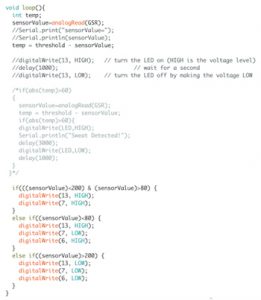 void loop(){
int temp;
sensorValue=analogRead(GSR);
//Serial.print("sensorValue=");
//Serial.println(sensorValue);
temp = threshold - sensorValue;
//digitalWrite(13, HIGH);   // turn the LED on (HIGH is the voltage level)
//delay(1000);              // wait for a second
//digitalWrite(13, LOW);    // turn the LED off by making the voltage LOW
/*if(abs(temp)>60)
{
sensorValue=analogRead(GSR);
temp = threshold - sensorValue;
if(abs(temp)>60){
digitalWrite(LED,HIGH);
Serial.println("Sweat Detected!");
delay(3000);
digitalWrite(LED,LOW);
delay(1000);
}
}*/
if(((sensorValue)<200) & (sensorValue)>80) {
digitalWrite(13, HIGH);
digitalWrite(7, HIGH);
}
else if((sensorValue)<80) {
digitalWrite(13, HIGH);
digitalWrite(7, LOW);
digitalWrite(6, HIGH);
}
else if((sensorValue)>200) {
digitalWrite(13, LOW);
digitalWrite(7, LOW);
digitalWrite(6, LOW);
}
}